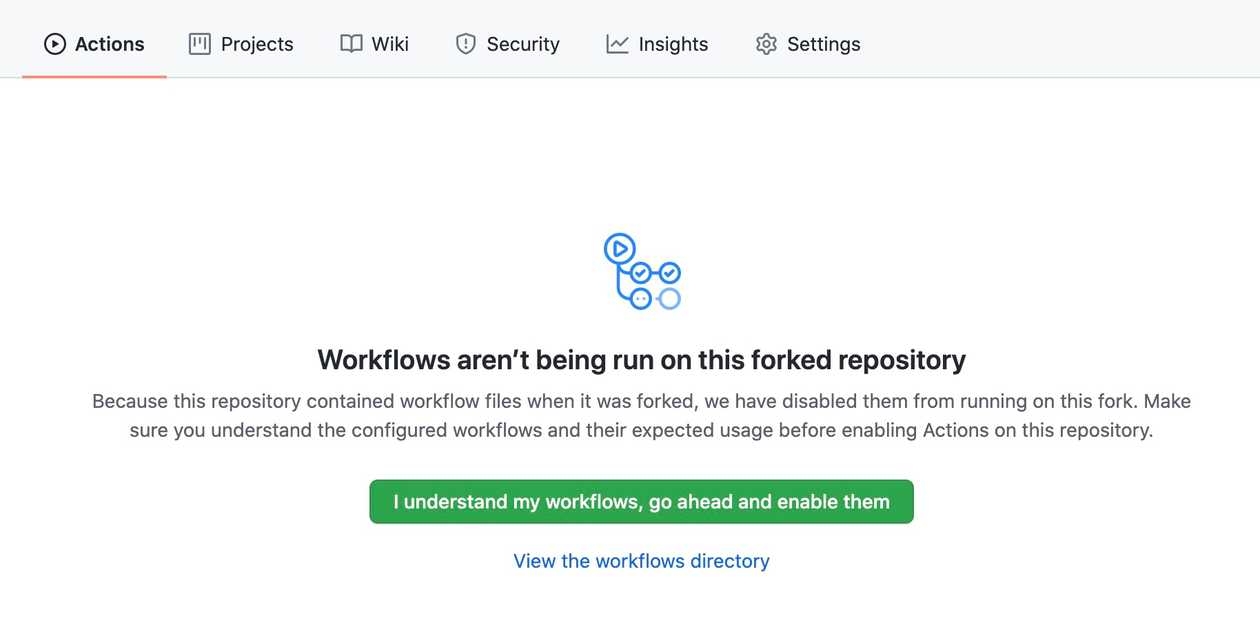 Actions Projects Wiki Security Insights Settings
Workflows aren’t being run on this forked repository
Because this repository contained workflow files when it was forked, we have disabled them from running on this fork. Make
sure you understand the configured workflows and their expected usage before enabling Actions on this repository.
I understand my workflows, go ahead and enable them
View the workflows directory